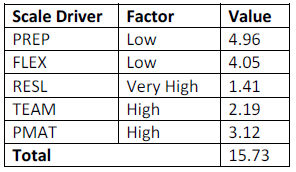 Scale Driver Factor Value
PREP Low 4.96
FLEX Low 4.05
RESL Very High 1.41
TEAM High 2.19
PMAT High 3.12
Total 15.73